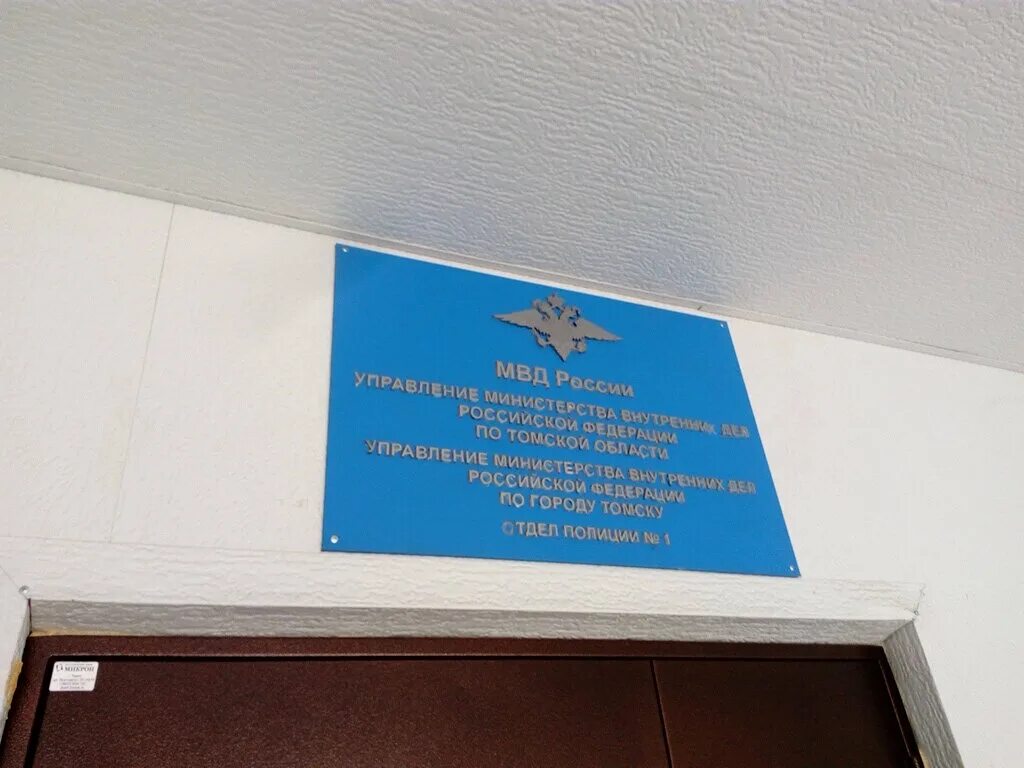 МВД России
УПРАВЛЕНИЕ МИНИСТЕРСТВА ВНУТРЕННИХ ДЕЛ
РОССИЙСКОЙ ФЕДЕРАЦИИ
ПО ТОМСКОЙ ОБЛАСТИ
УПРАВЛЕНИЕ МИНИСТЕРСТВА ВНУТРЕННИХ ДЕЛ
РОССИЙСКОЙ ФЕДЕРАЦИИ
ПО ГОРОДУ ТОМСКУ
ОТДЕЛ ПОЛИЦИИ № 1
МИКРОН